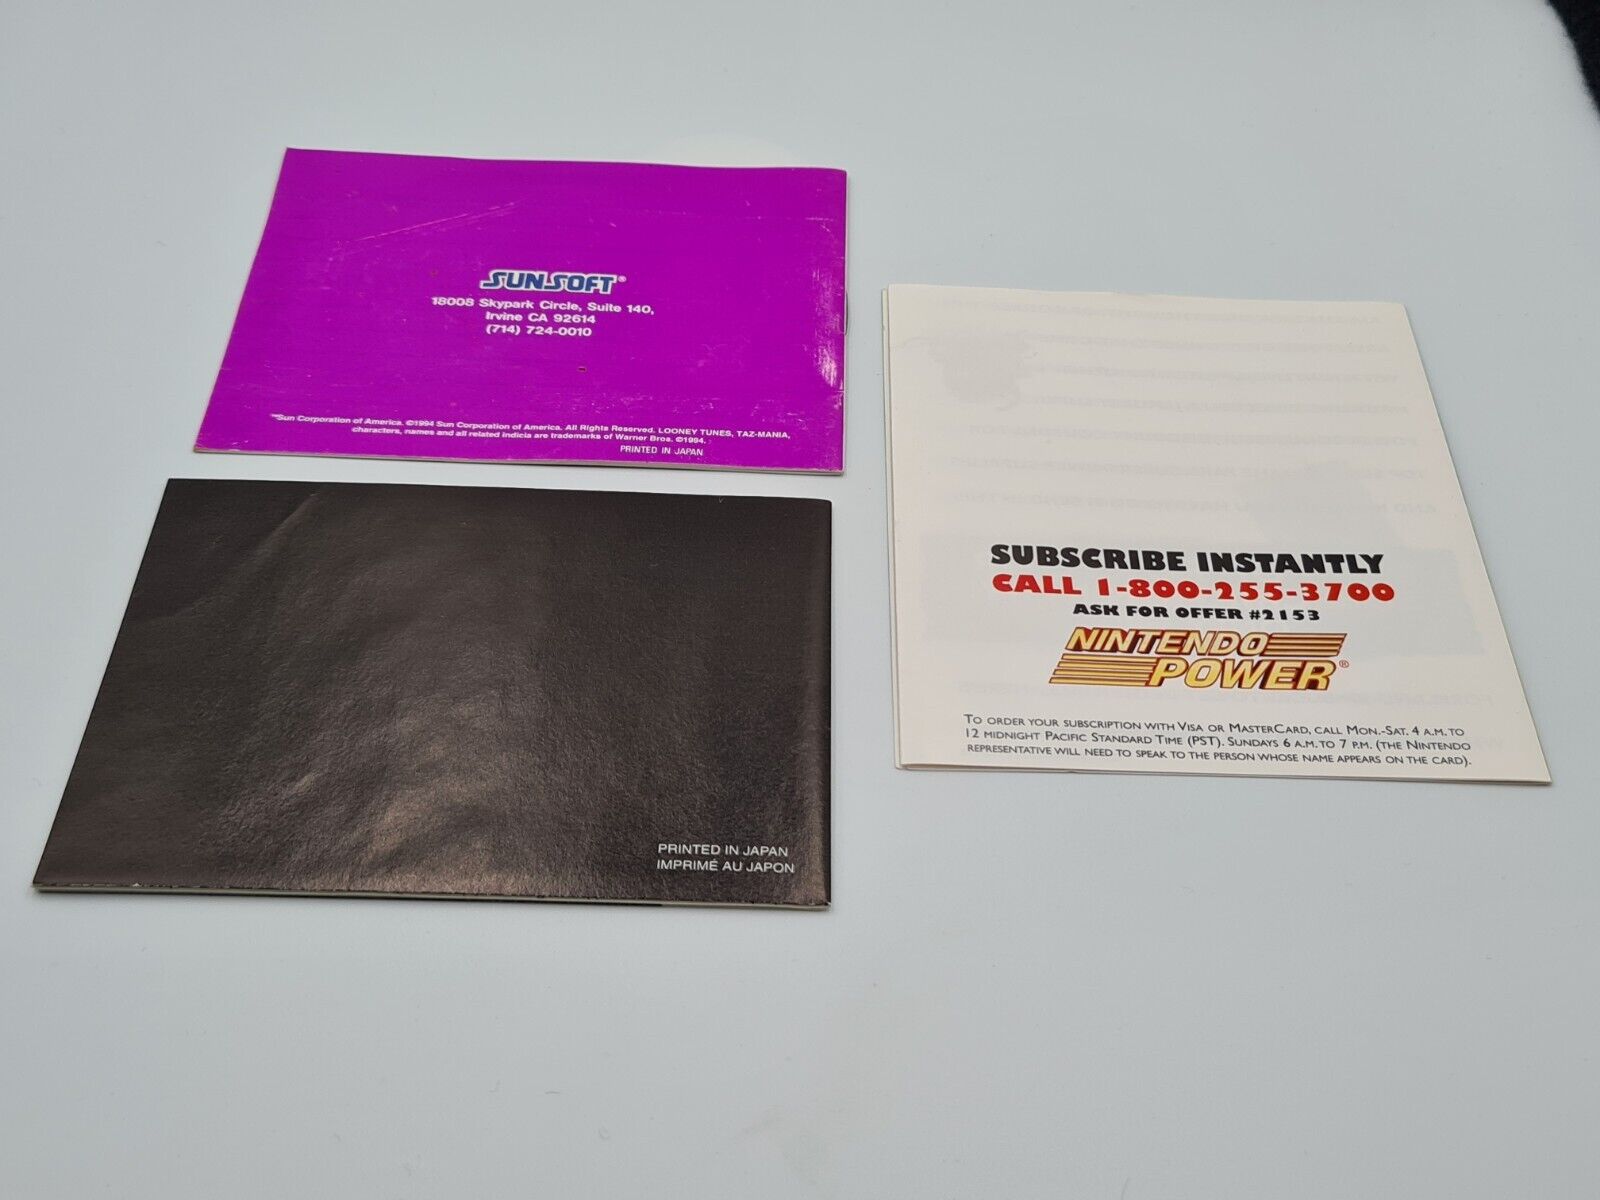 SUNSOFT®
18008 Skypark Circle, Suite 140,
Irvine CA 92614
(714) 724-0010
™Sun Corporation of America. ©1994 Sun Corporation of America. All Rights Reserved. LOONEY TUNES, TAZ-MANIA,
characters, names and all related indicia are trademarks of Warner Bros. ©1994.
PRINTED IN JAPAN
PRINTED IN JAPAN
IMPRIMÉ AU JAPON
SUBSCRIBE INSTANTLY
CALL 1-800-255-3700
ASK FOR OFFER #2153
NINTENDO
POWER®
TO ORDER YOUR SUBSCRIPTION WITH VISA OR MASTERCARD, CALL MON.-SAT. 4 A.M. TO
12 MIDNIGHT PACIFIC STANDARD TIME (PST). SUNDAYS 6 A.M. TO 7 P.M. (THE NINTENDO
REPRESENTATIVE WILL NEED TO SPEAK TO THE PERSON WHOSE NAME APPEARS ON THE CARD).